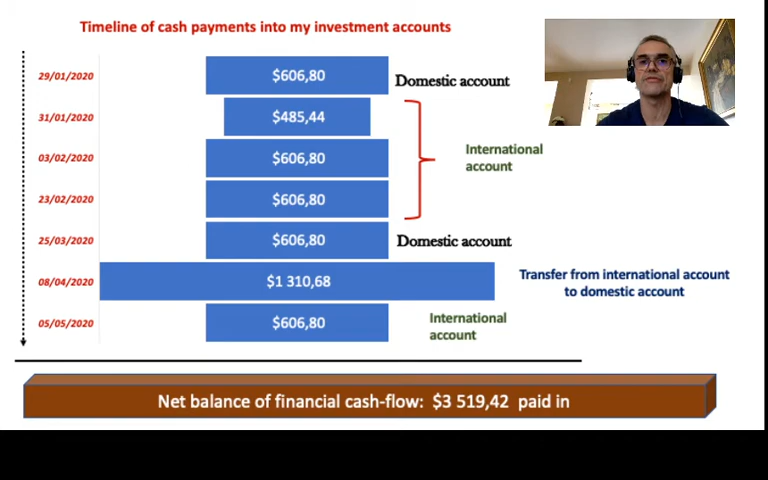 Timeline of cash payments into my investment accounts
29/01/2020 $606,80 Domestic account
31/01/2020 $485,44
03/02/2020 $606,80
International
account
23/02/2020 $606,80
25/03/2020 $606,80 Domestic account
08/04/2020 $1 310,68
Transfer from international account
to domestic account
05/05/2020 $606,80
International
account
Net balance of financial cash-flow: $3 519,42 paid in